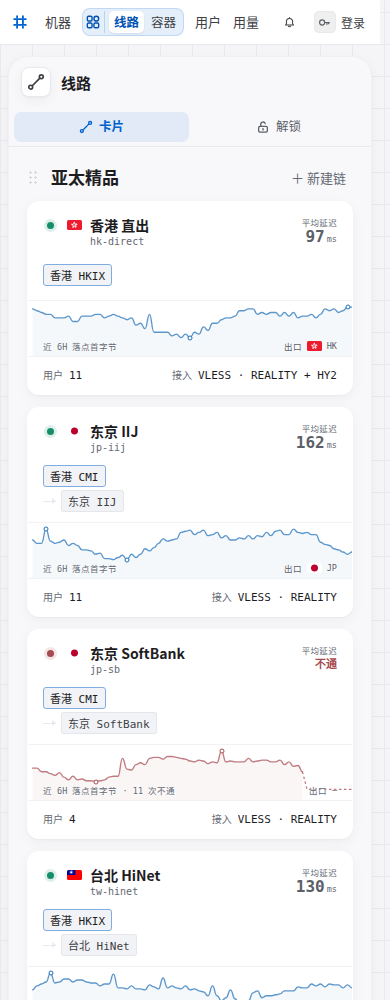 机器 线路 容器 用户 用量 登录
线路
卡片 解锁
亚太精品 + 新建链
香港 直出 平均延迟
hk-direct 97 ms
香港 HKIX
近 6H 落点首字节 出口 HK
用户 11 接入 VLESS · REALITY + HY2
东京 IIJ 平均延迟
jp-iij 162 ms
香港 CMI
东京 IIJ
近 6H 落点首字节 出口 JP
用户 11 接入 VLESS · REALITY
东京 SoftBank 平均延迟
jp-sb 不通
香港 CMI
东京 SoftBank
近 6H 落点首字节 · 11 次不通 出口 —
用户 4 接入 VLESS · REALITY
台北 HiNet 平均延迟
tw-hinet 130 ms
香港 HKIX
台北 HiNet